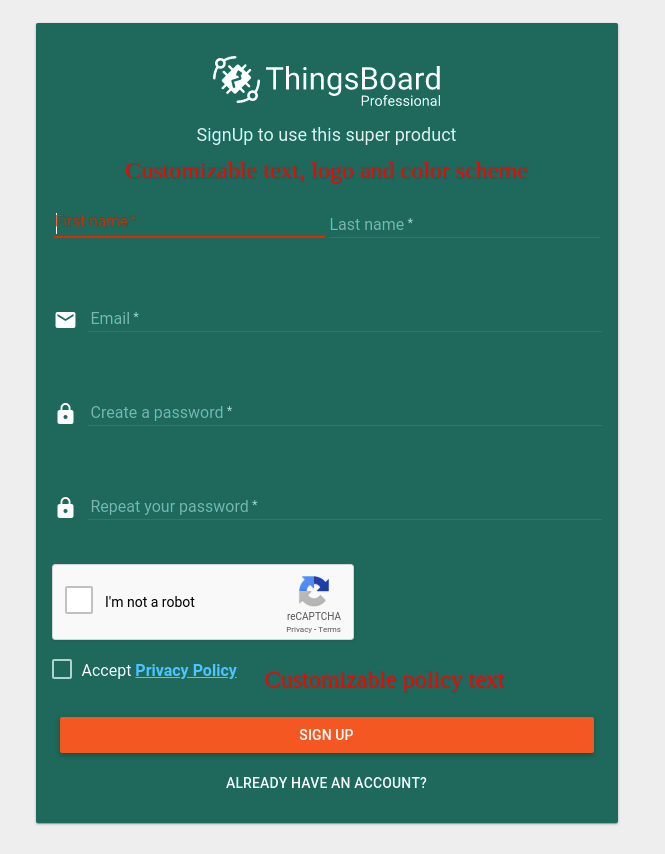 ThingsBoard
Professional
SignUp to use this super product
Customizable text, logo and color scheme
First name *
Last name *
Email *
Create a password *
Repeat your password *
I'm not a robot
reCAPTCHA
Privacy - Terms
Accept Privacy Policy
Customizable policy text
SIGN UP
ALREADY HAVE AN ACCOUNT?